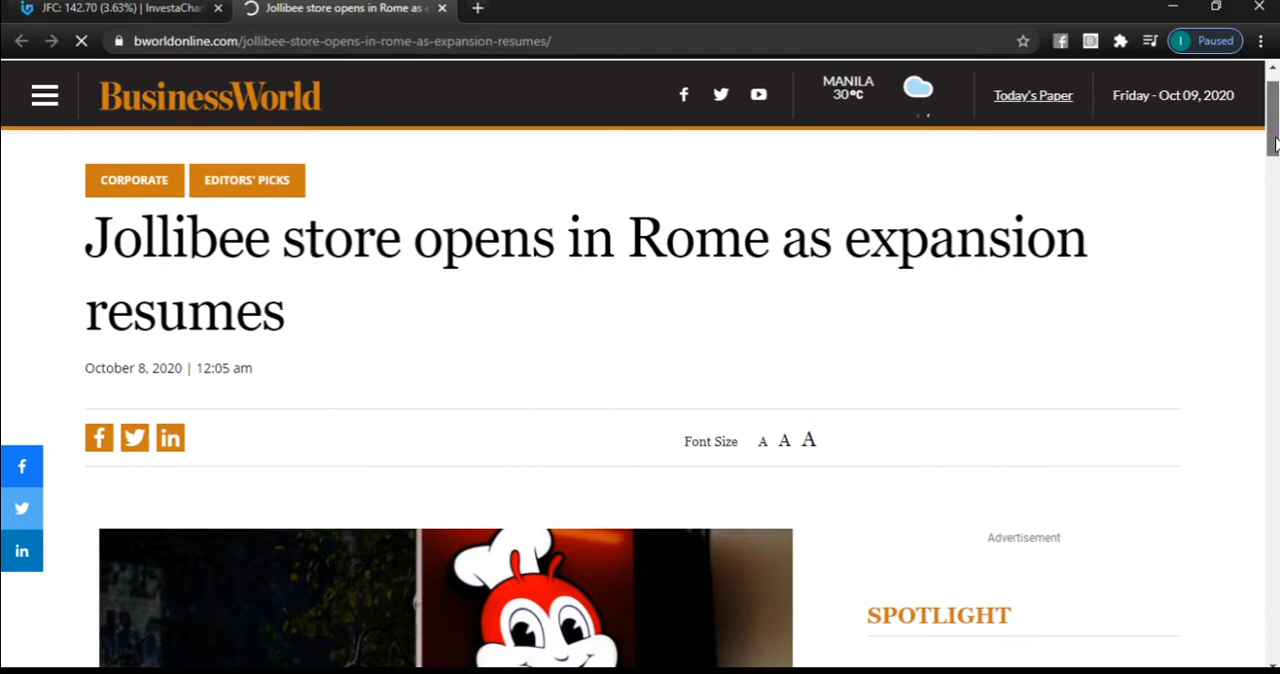 JFC: 142.70 (3.63%) | InvestaChar
Jollibee store opens in Rome as e
bworldonline.com/jollibee-store-opens-in-rome-as-expansion-resumes/
Paused
BusinessWorld
MANILA
30°C
Today's Paper
Friday - Oct 09, 2020
CORPORATE
EDITORS' PICKS
Jollibee store opens in Rome as expansion
resumes
October 8, 2020 | 12:05 am
Font Size A A A
Advertisement
SPOTLIGHT